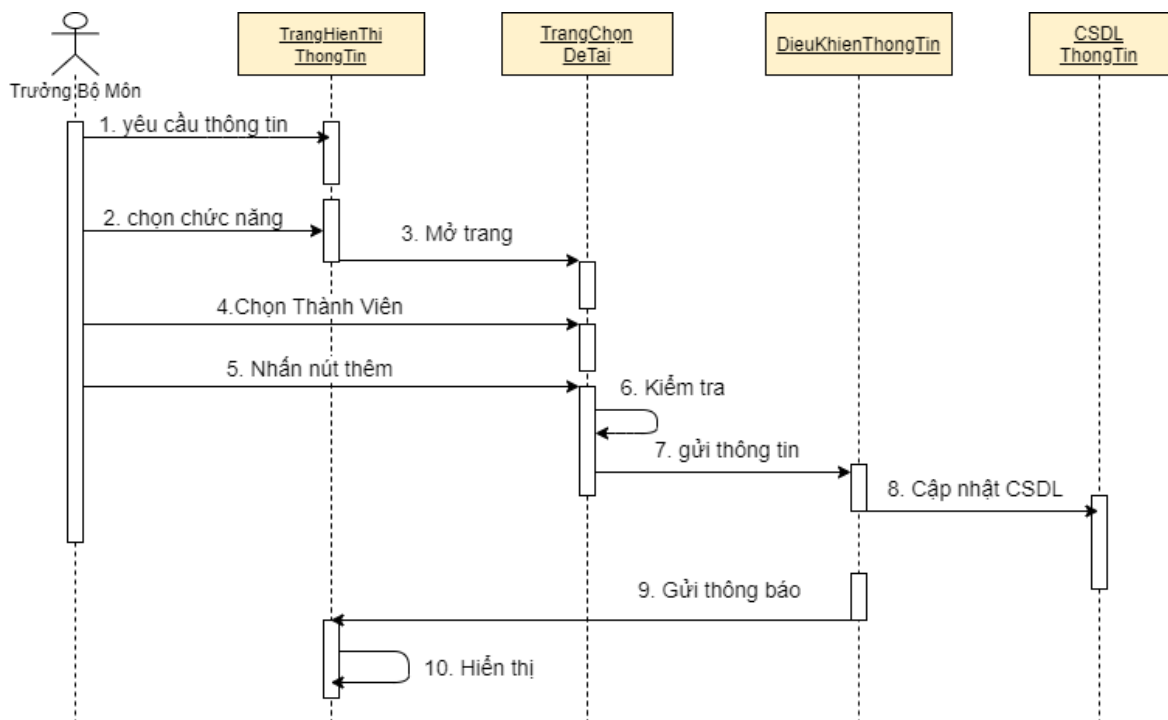 TrangHienThi
ThongTin
TrangChọn
DeTai
DieuKhienThongTin
CSDL
ThongTin
Trưởng Bộ Môn
1. yêu cầu thông tin
2. chọn chức năng
3. Mở trang
4.Chọn Thành Viên
5. Nhấn nút thêm
6. Kiểm tra
7. gửi thông tin
8. Cập nhật CSDL
9. Gửi thông báo
10. Hiển thị